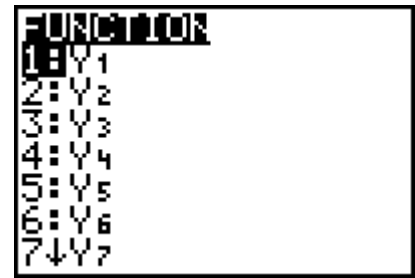 FUNCTION
1:Y₁
2:Y₂
3:Y₃
4:Y₄
5:Y₅
6:Y₆
7↓Y₇